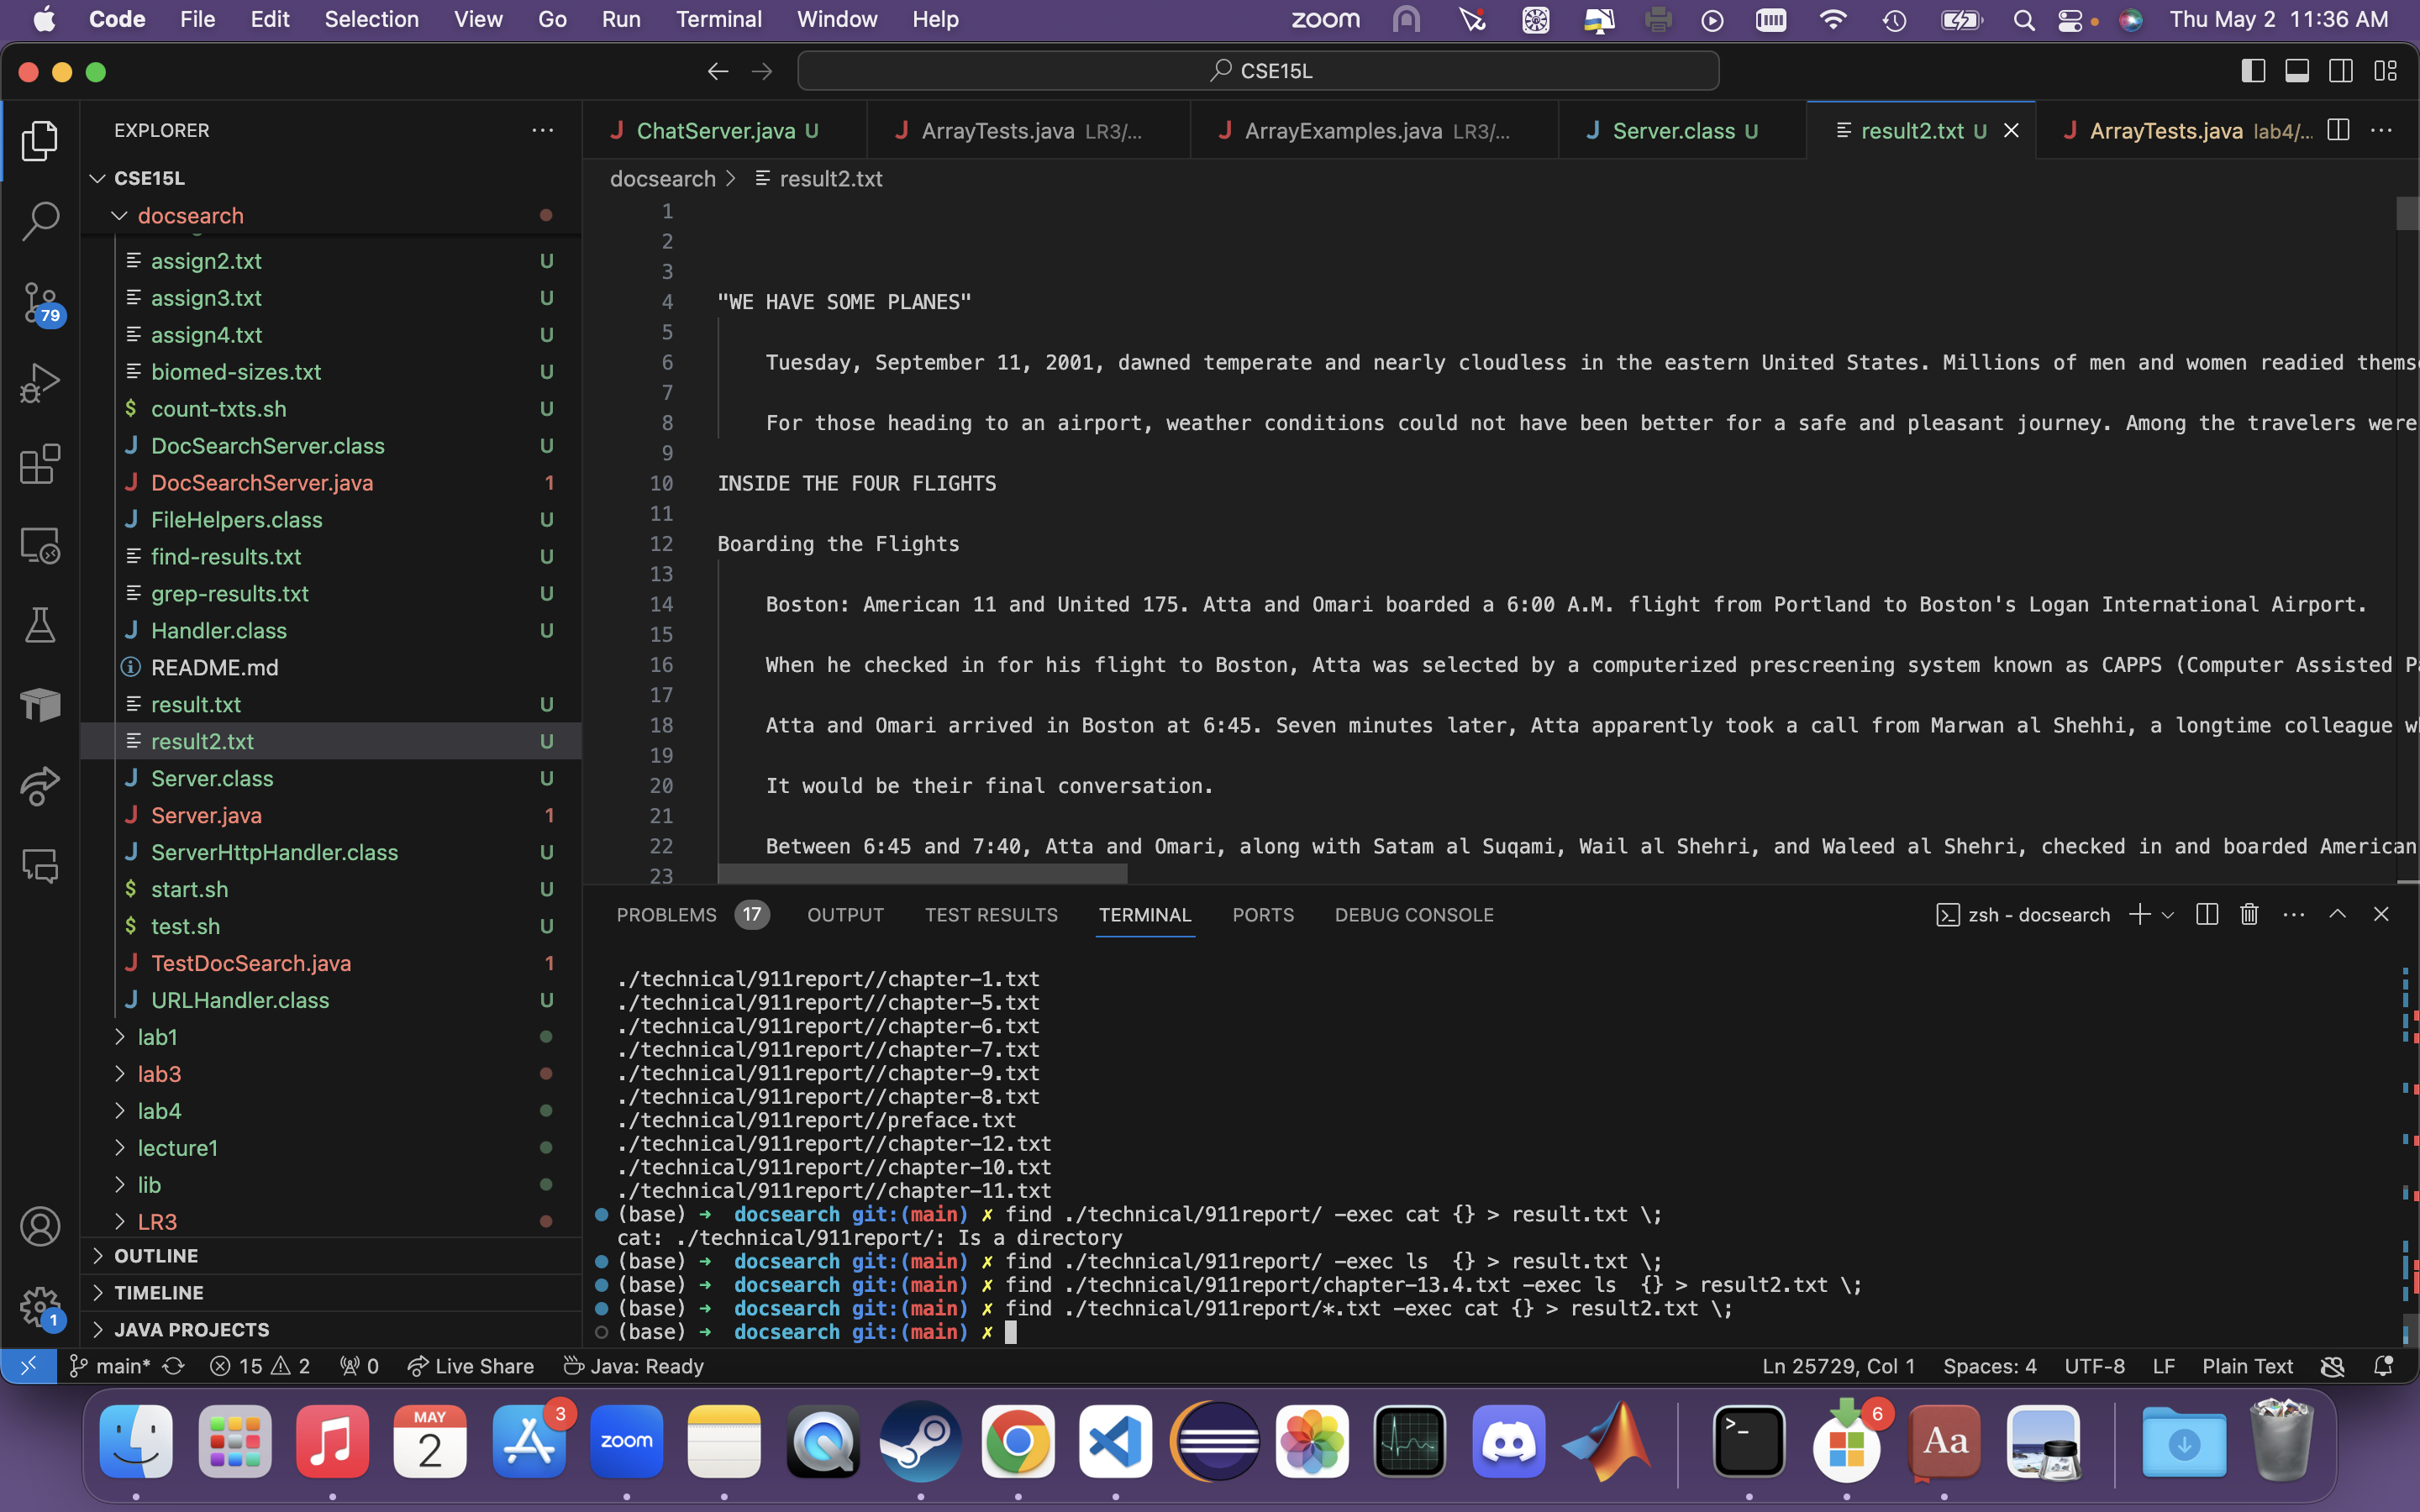 Code File Edit Selection View Go Run Terminal Window Help zoom Thu May 2 11:36 AM
CSE15L
EXPLORER
CSE15L
docsearch
assign2.txt U
assign3.txt U
assign4.txt U
biomed-sizes.txt U
$ count-txts.sh U
J DocSearchServer.class U
J DocSearchServer.java 1
J FileHelpers.class U
find-results.txt U
grep-results.txt U
J Handler.class U
README.md
result.txt U
result2.txt U
J Server.class U
J Server.java 1
J ServerHttpHandler.class U
$ start.sh U
$ test.sh U
J TestDocSearch.java 1
J URLHandler.class U
lab1
lab3
lab4
lecture1
lib
LR3
OUTLINE
TIMELINE
JAVA PROJECTS
79
1
J ChatServer.java U J ArrayTests.java LR3/... J ArrayExamples.java LR3/... J Server.class U result2.txt U J ArrayTests.java lab4/...
docsearch > result2.txt
1
2
3
4 "WE HAVE SOME PLANES"
5
6 Tuesday, September 11, 2001, dawned temperate and nearly cloudless in the eastern United States. Millions of men and women readied thems
7
8 For those heading to an airport, weather conditions could not have been better for a safe and pleasant journey. Among the travelers were
9
10 INSIDE THE FOUR FLIGHTS
11
12 Boarding the Flights
13
14 Boston: American 11 and United 175. Atta and Omari boarded a 6:00 A.M. flight from Portland to Boston's Logan International Airport.
15
16 When he checked in for his flight to Boston, Atta was selected by a computerized prescreening system known as CAPPS (Computer Assisted Pa
17
18 Atta and Omari arrived in Boston at 6:45. Seven minutes later, Atta apparently took a call from Marwan al Shehhi, a longtime colleague wh
19
20 It would be their final conversation.
21
22 Between 6:45 and 7:40, Atta and Omari, along with Satam al Suqami, Wail al Shehri, and Waleed al Shehri, checked in and boarded American
23
PROBLEMS 17 OUTPUT TEST RESULTS TERMINAL PORTS DEBUG CONSOLE zsh - docsearch
./technical/911report//chapter-1.txt
./technical/911report//chapter-5.txt
./technical/911report//chapter-6.txt
./technical/911report//chapter-7.txt
./technical/911report//chapter-9.txt
./technical/911report//chapter-8.txt
./technical/911report//preface.txt
./technical/911report//chapter-12.txt
./technical/911report//chapter-10.txt
./technical/911report//chapter-11.txt
(base) → docsearch git:(main) ✗ find ./technical/911report/ -exec cat {} > result.txt \;
cat: ./technical/911report/: Is a directory
(base) → docsearch git:(main) ✗ find ./technical/911report/ -exec ls  {} > result.txt \;
(base) → docsearch git:(main) ✗ find ./technical/911report/chapter-13.4.txt -exec ls  {} > result2.txt \;
(base) → docsearch git:(main) ✗ find ./technical/911report/*.txt -exec cat {} > result2.txt \;
(base) → docsearch git:(main) ✗
main* 15 2 0 Live Share Java: Ready Ln 25729, Col 1 Spaces: 4 UTF-8 LF Plain Text
MAY
2
3
zoom
>_
6
Aa